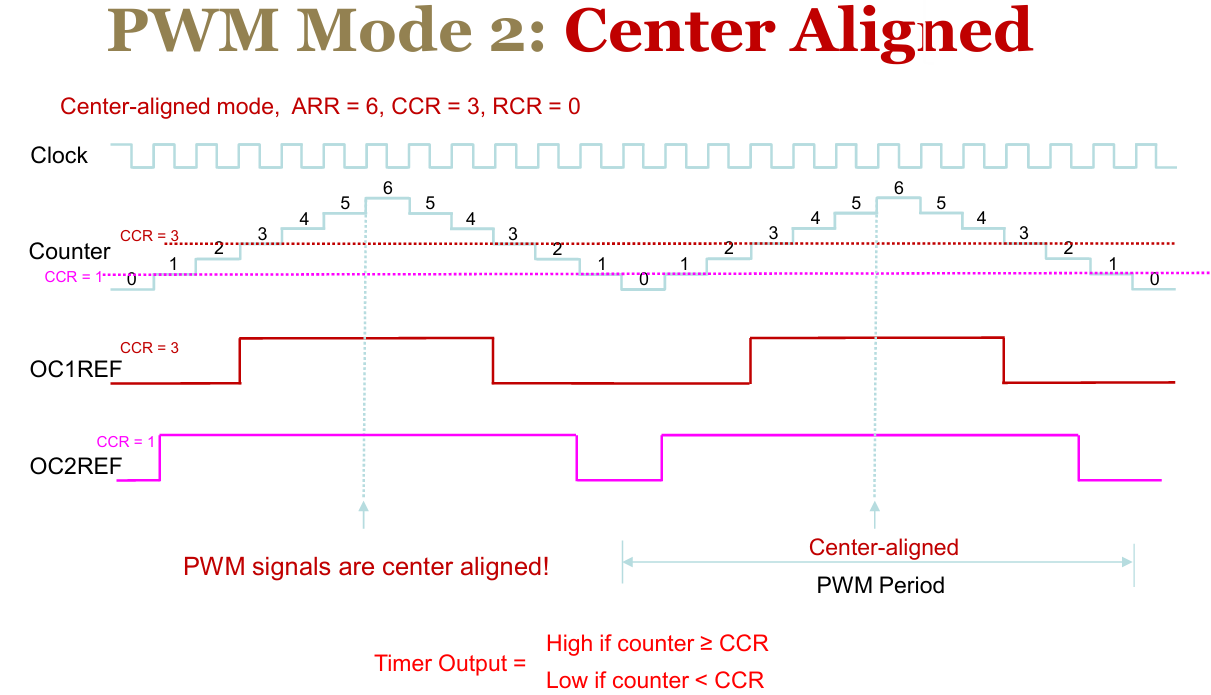 PWM Mode 2: Center Aligned
Center-aligned mode, ARR = 6, CCR = 3, RCR = 0
Clock
6 6
5 5 5 5
4 4 4 4
CCR = 3 3 3 3 3
Counter 2 2 2 2
1 1 1 1
CCR = 1 0 0 0
CCR = 3
OC1REF
CCR = 1
OC2REF
Center-aligned
PWM signals are center aligned!
PWM Period
High if counter ≥ CCR
Timer Output =
Low if counter < CCR